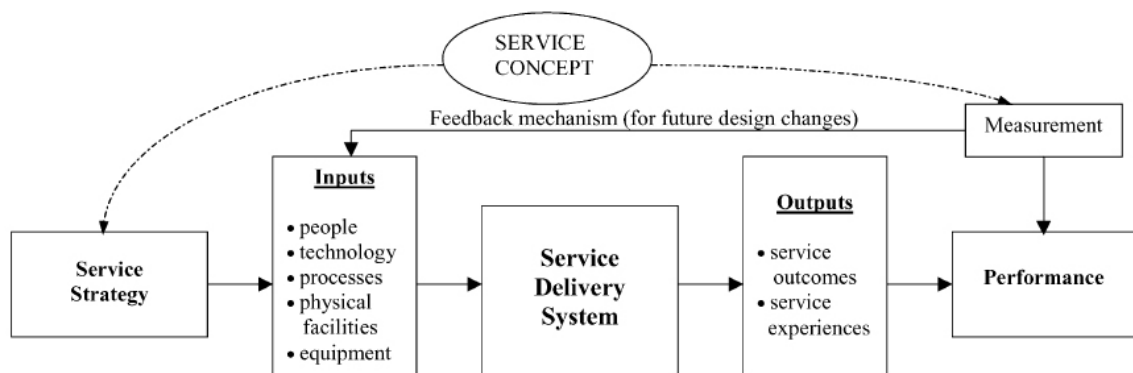 SERVICE
CONCEPT
Feedback mechanism (for future design changes)
Measurement
Service
Strategy
Inputs
• people
• technology
• processes
• physical
facilities
• equipment
Service
Delivery
System
Outputs
• service
outcomes
• service
experiences
Performance